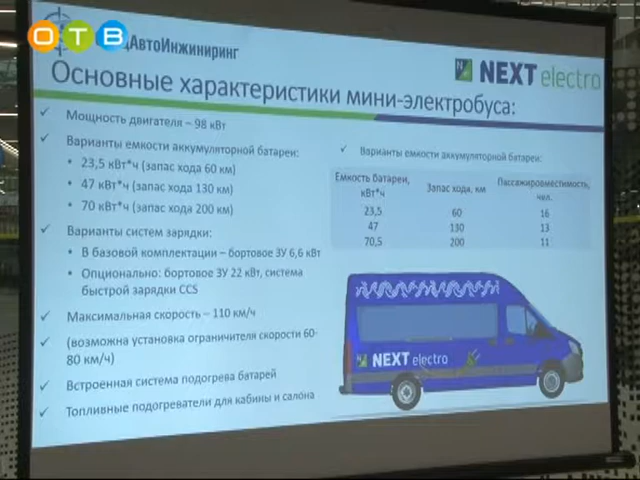 ОТВ
АвтоИнжиниринг
NEXT electro
Основные характеристики мини-электробуса:
Мощность двигателя – 98 кВт
Варианты емкости аккумуляторной батареи:
23,5 кВт*ч (запас хода 60 км)
47 кВт*ч (запас хода 130 км)
70 кВт*ч (запас хода 200 км)
Варианты систем зарядки:
В базовой комплектации – бортовое ЗУ 6,6 кВт
Опционально: бортовое ЗУ 22 кВт, система
быстрой зарядки CCS
Максимальная скорость – 110 км/ч
(возможна установка ограничителя скорости 60-
80 км/ч)
Встроенная система подогрева батарей
Топливные подогреватели для кабины и салона
Варианты емкости аккумуляторной батареи:
Емкость батареи, кВт*ч Запас хода, км Пассажировместимость, чел.
23,5 60 16
47 130 13
70,5 200 11
NEXT electro